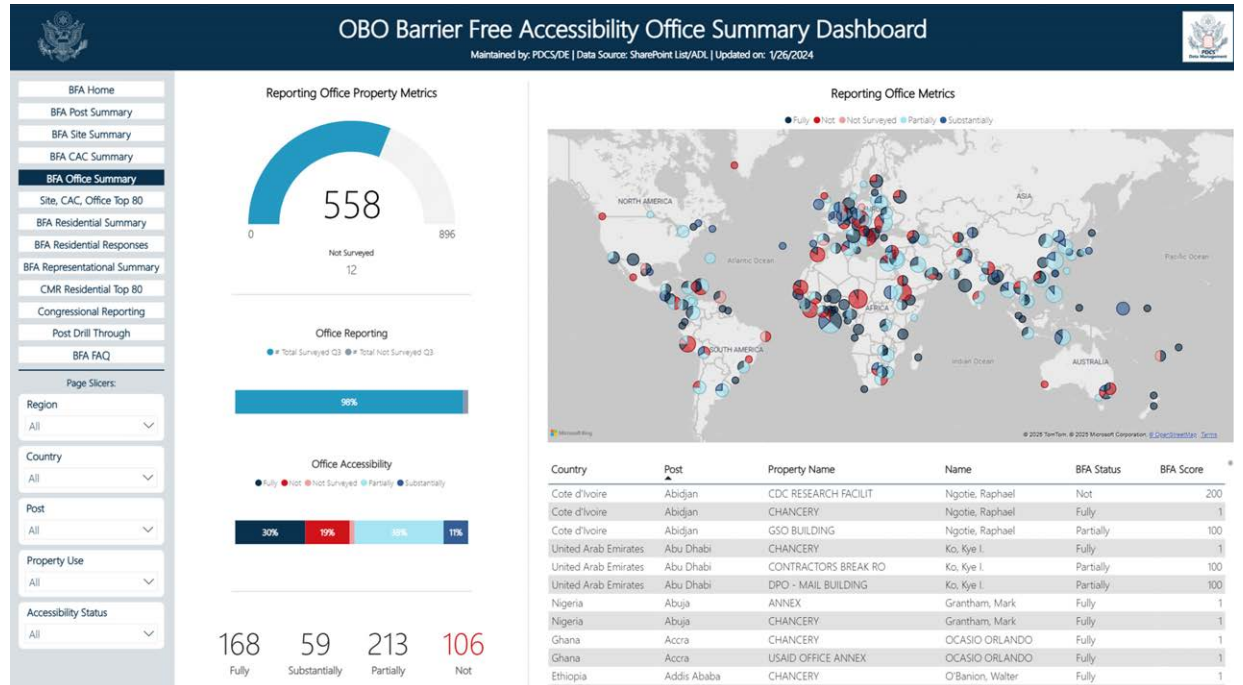 OBO Barrier Free Accessibility Office Summary Dashboard
Maintained by: PDCS/DE | Data Source: SharePoint List/ADL | Updated on: 1/26/2024
PDCS
Data Management
BFA Home
BFA Post Summary
BFA Site Summary
BFA CAC Summary
BFA Office Summary
Site, CAC, Office Top 80
BFA Residential Summary
BFA Residential Responses
BFA Representational Summary
CMR Residential Top 80
Congressional Reporting
Post Drill Through
BFA FAQ
Page Slicers:
Region
All
Country
All
Post
All
Property Use
All
Accessibility Status
All
Reporting Office Property Metrics
558
0 896
Not Surveyed
12
Office Reporting
# Total Surveyed Q3 # Total Not Surveyed Q3
98%
Office Accessibility
Fully Not Not Surveyed Partially Substantially
30% 19% 38% 11%
168 59 213 106
Fully Substantially Partially Not
Reporting Office Metrics
Fully Not Not Surveyed Partially Substantially
NORTH AMERICA
ASIA
Atlantic Ocean
Pacific Ocean
AFRICA
SOUTH AMERICA
Indian Ocean
AUSTRALIA
Microsoft Bing
© 2025 TomTom, © 2025 Microsoft Corporation, © OpenStreetMap Terms
Country Post Property Name Name BFA Status BFA Score
Cote d'Ivoire Abidjan CDC RESEARCH FACILIT Ngotie, Raphael Not 200
Cote d'Ivoire Abidjan CHANCERY Ngotie, Raphael Fully 1
Cote d'Ivoire Abidjan GSO BUILDING Ngotie, Raphael Partially 100
United Arab Emirates Abu Dhabi CHANCERY Ko, Kye I. Fully 1
United Arab Emirates Abu Dhabi CONTRACTORS BREAK RO Ko, Kye I. Partially 100
United Arab Emirates Abu Dhabi DPO - MAIL BUILDING Ko, Kye I. Partially 100
Nigeria Abuja ANNEX Grantham, Mark Fully 1
Nigeria Abuja CHANCERY Grantham, Mark Fully 1
Ghana Accra CHANCERY OCASIO ORLANDO Fully 1
Ghana Accra USAID OFFICE ANNEX OCASIO ORLANDO Fully 1
Ethiopia Addis Ababa CHANCERY O'Banion, Walter Fully 1